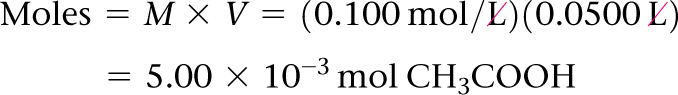 Moles = M × V = (0.100 mol/L)(0.0500 L)
= 5.00 × 10⁻³ mol CH₃COOH